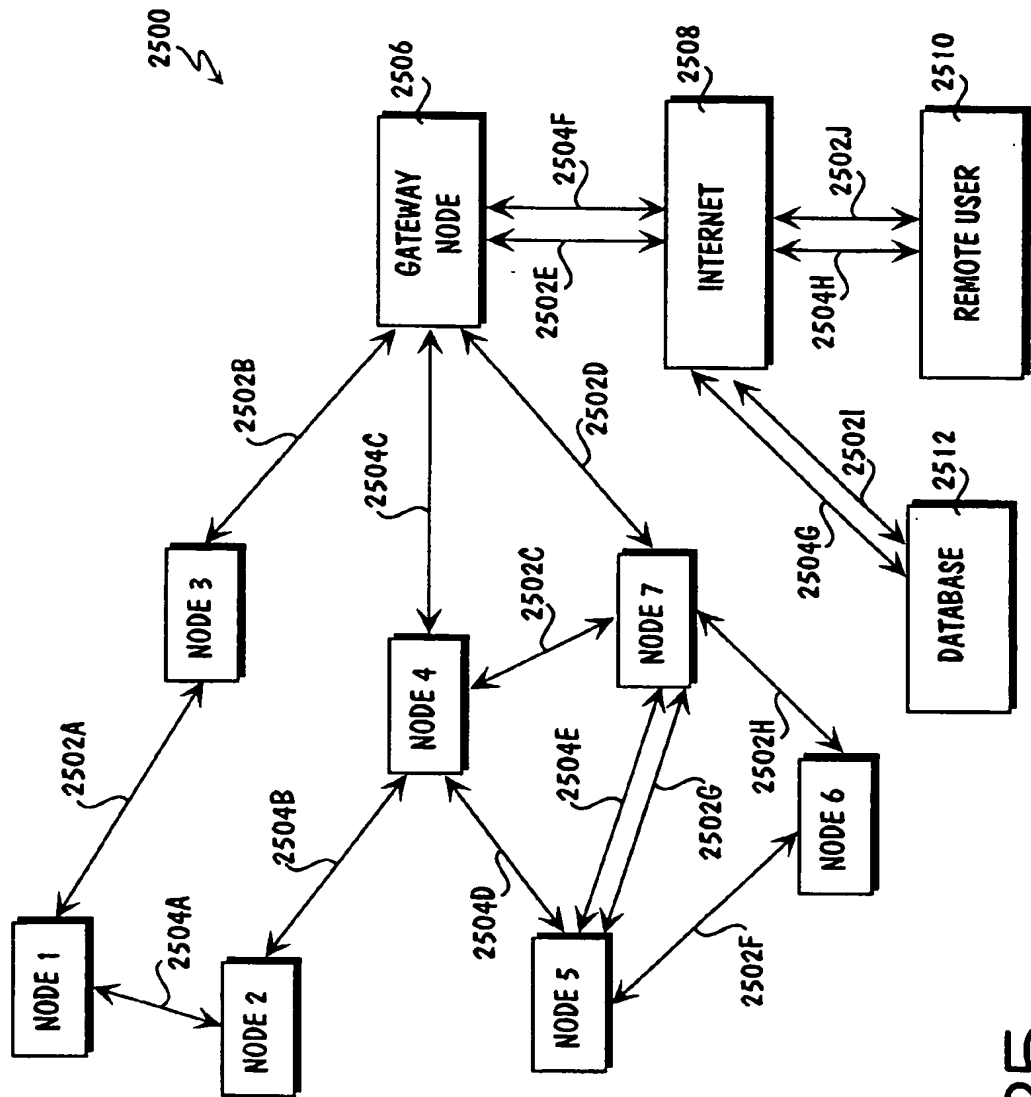 2500
NODE 1
2502A
NODE 3
2502B
2504A
NODE 2
2504B
2504C
GATEWAY
NODE
2506
NODE 4
2504D
2502C
2502D
2502E
2504F
NODE 5
2504E
NODE 7
2502G
2502F
2502H
INTERNET
2508
NODE 6
2504G
2502I
2504H
2502J
DATABASE
2512
REMOTE USER
2510